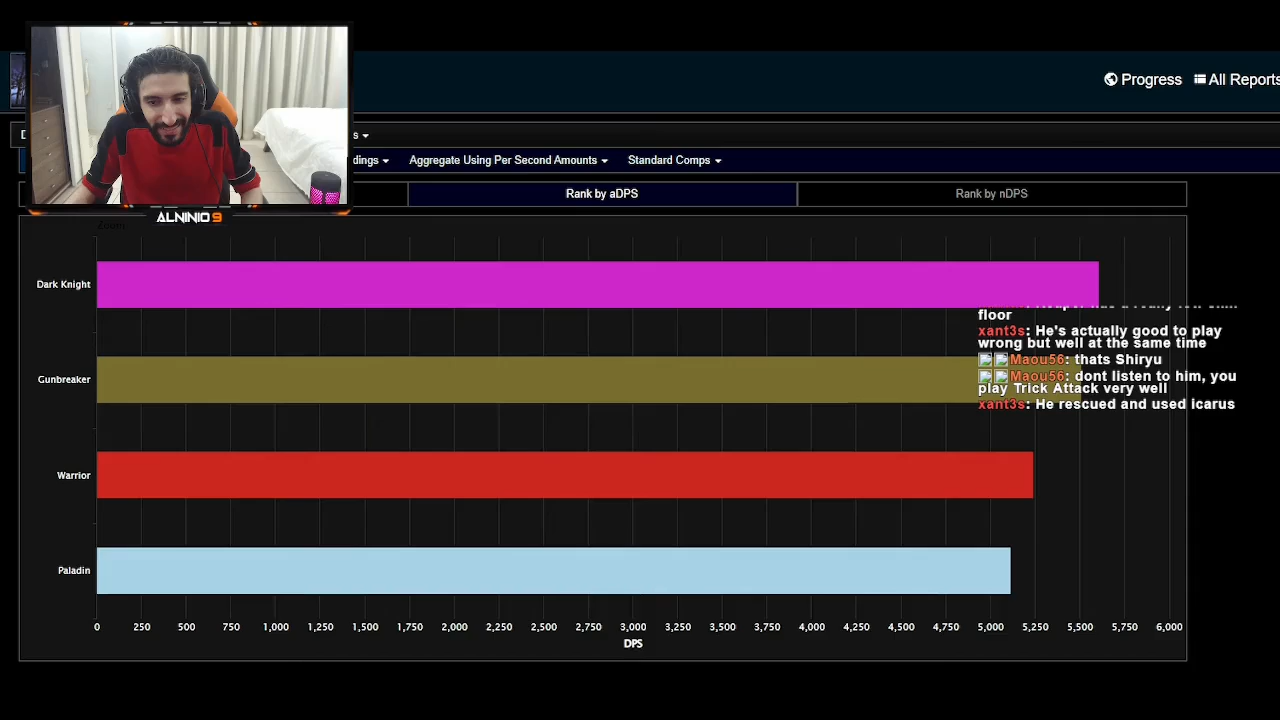 Progress
All Reports
D
s
dings
Aggregate Using Per Second Amounts
Standard Comps
Rank by aDPS
Rank by nDPS
ALNINIO 9
Zoom
Dark Knight
Gunbreaker
Warrior
Paladin
floor
xant3s: He's actually good to play
wrong but well at the same time
Maou56: thats Shiryu
Maou56: dont listen to him, you
play Trick Attack very well
xant3s: He rescued and used icarus
0 250 500 750 1,000 1,250 1,500 1,750 2,000 2,250 2,500 2,750 3,000 3,250 3,500 3,750 4,000 4,250 4,500 4,750 5,000 5,250 5,500 5,750 6,000
DPS